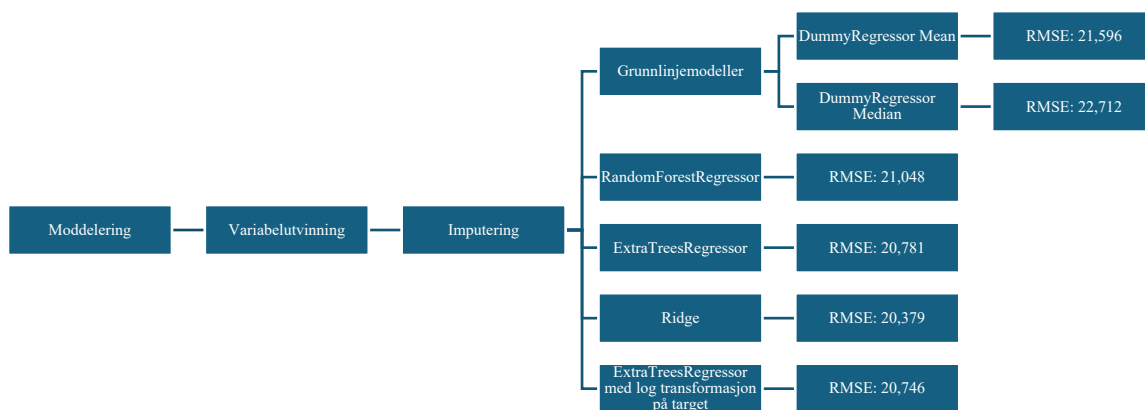 Moddelering
Variabelutvinning
Imputering
Grunnlinjemodeller
DummyRegressor Mean
RMSE: 21,596
DummyRegressor
Median
RMSE: 22,712
RandomForestRegressor
RMSE: 21,048
ExtraTreesRegressor
RMSE: 20,781
Ridge
RMSE: 20,379
ExtraTreesRegressor
med log transformasjon
på target
RMSE: 20,746